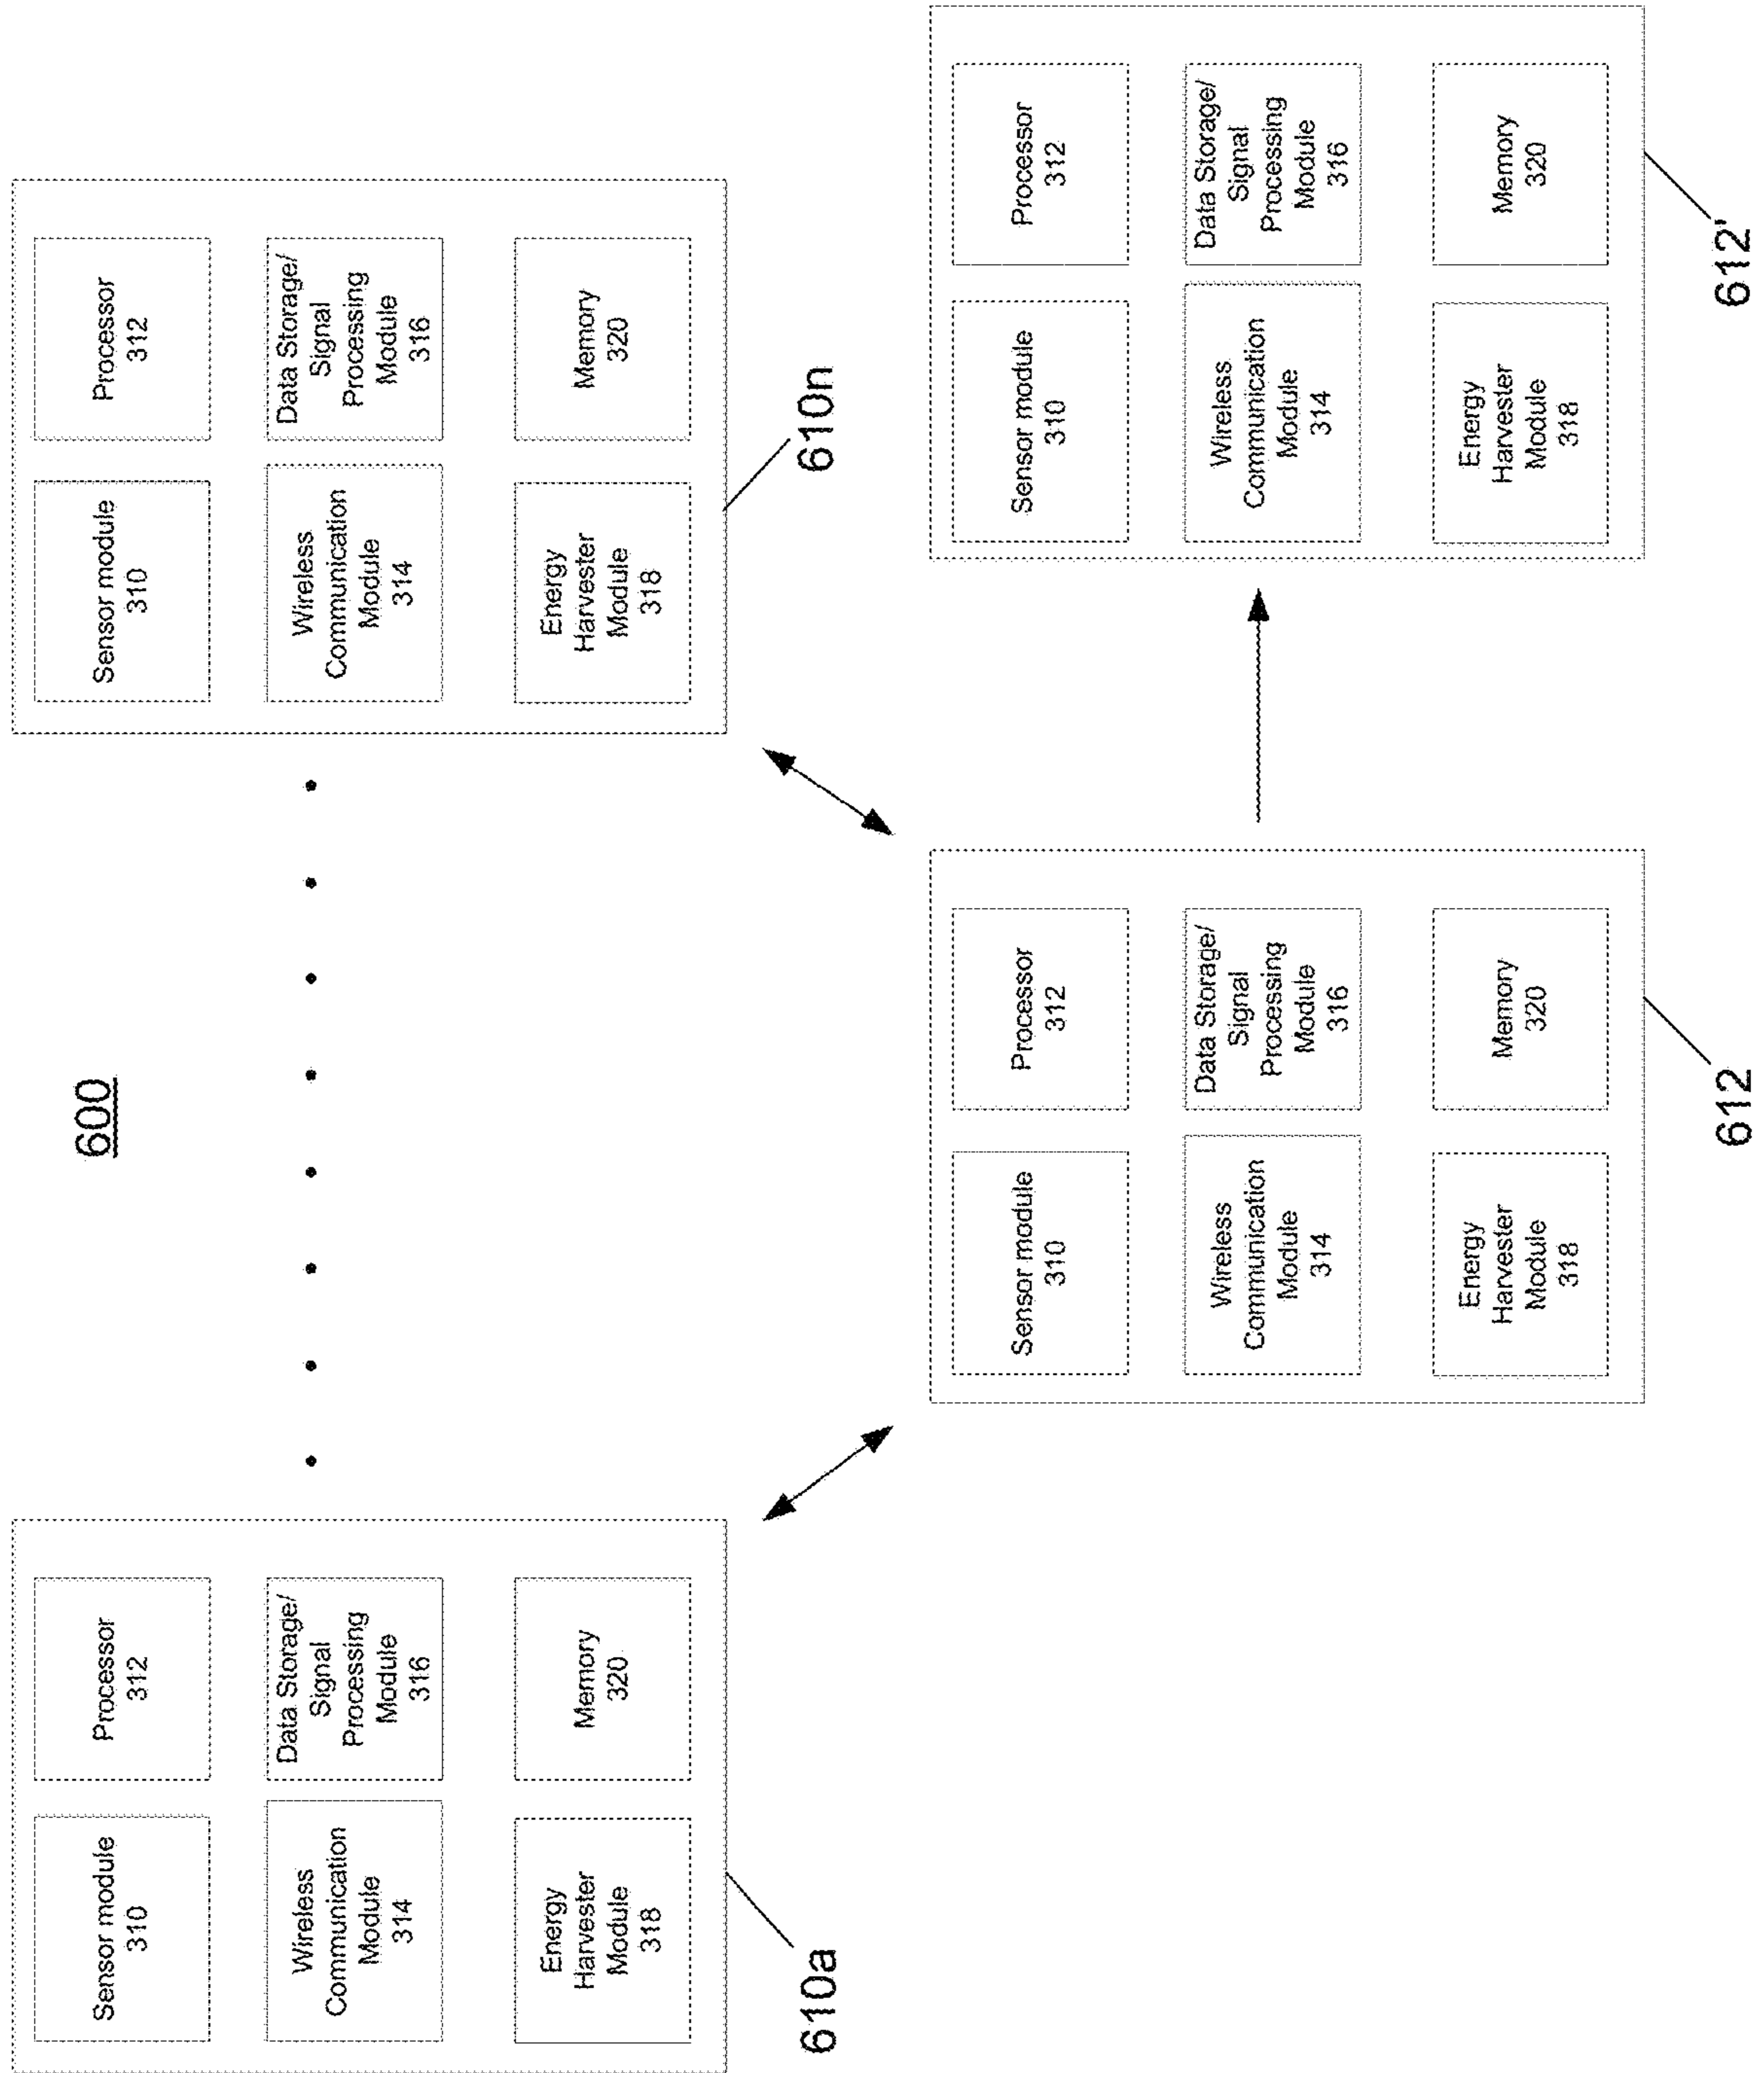 600
Sensor module
310
Processor
312
Wireless
Communication
Module
314
Data Storage/
Signal
Processing
Module
316
Energy
Harvester
Module
318
Memory
320
610a
Sensor module
310
Processor
312
Wireless
Communication
Module
314
Data Storage/
Signal
Processing
Module
316
Energy
Harvester
Module
318
Memory
320
610n
Sensor module
310
Processor
312
Wireless
Communication
Module
314
Data Storage/
Signal
Processing
Module
316
Energy
Harvester
Module
318
Memory
320
612
Sensor module
310
Processor
312
Wireless
Communication
Module
314
Data Storage/
Signal
Processing
Module
316
Energy
Harvester
Module
318
Memory
320
612'